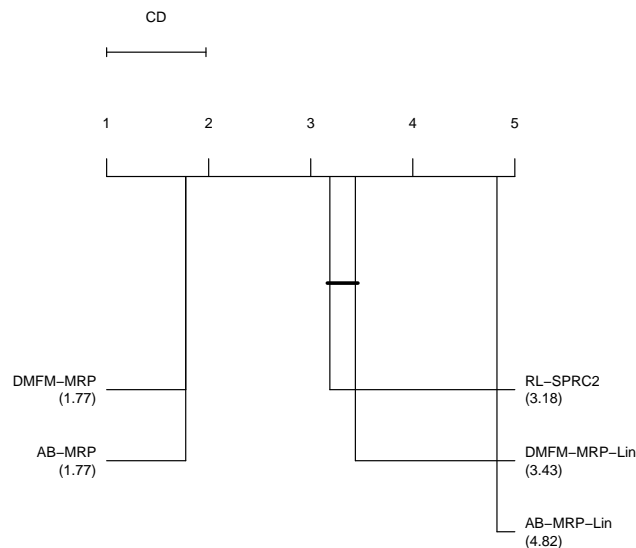 CD
1 2 3 4 5
DMFM−MRP
(1.77)
AB−MRP
(1.77)
RL−SPRC2
(3.18)
DMFM−MRP−Lin
(3.43)
AB−MRP−Lin
(4.82)